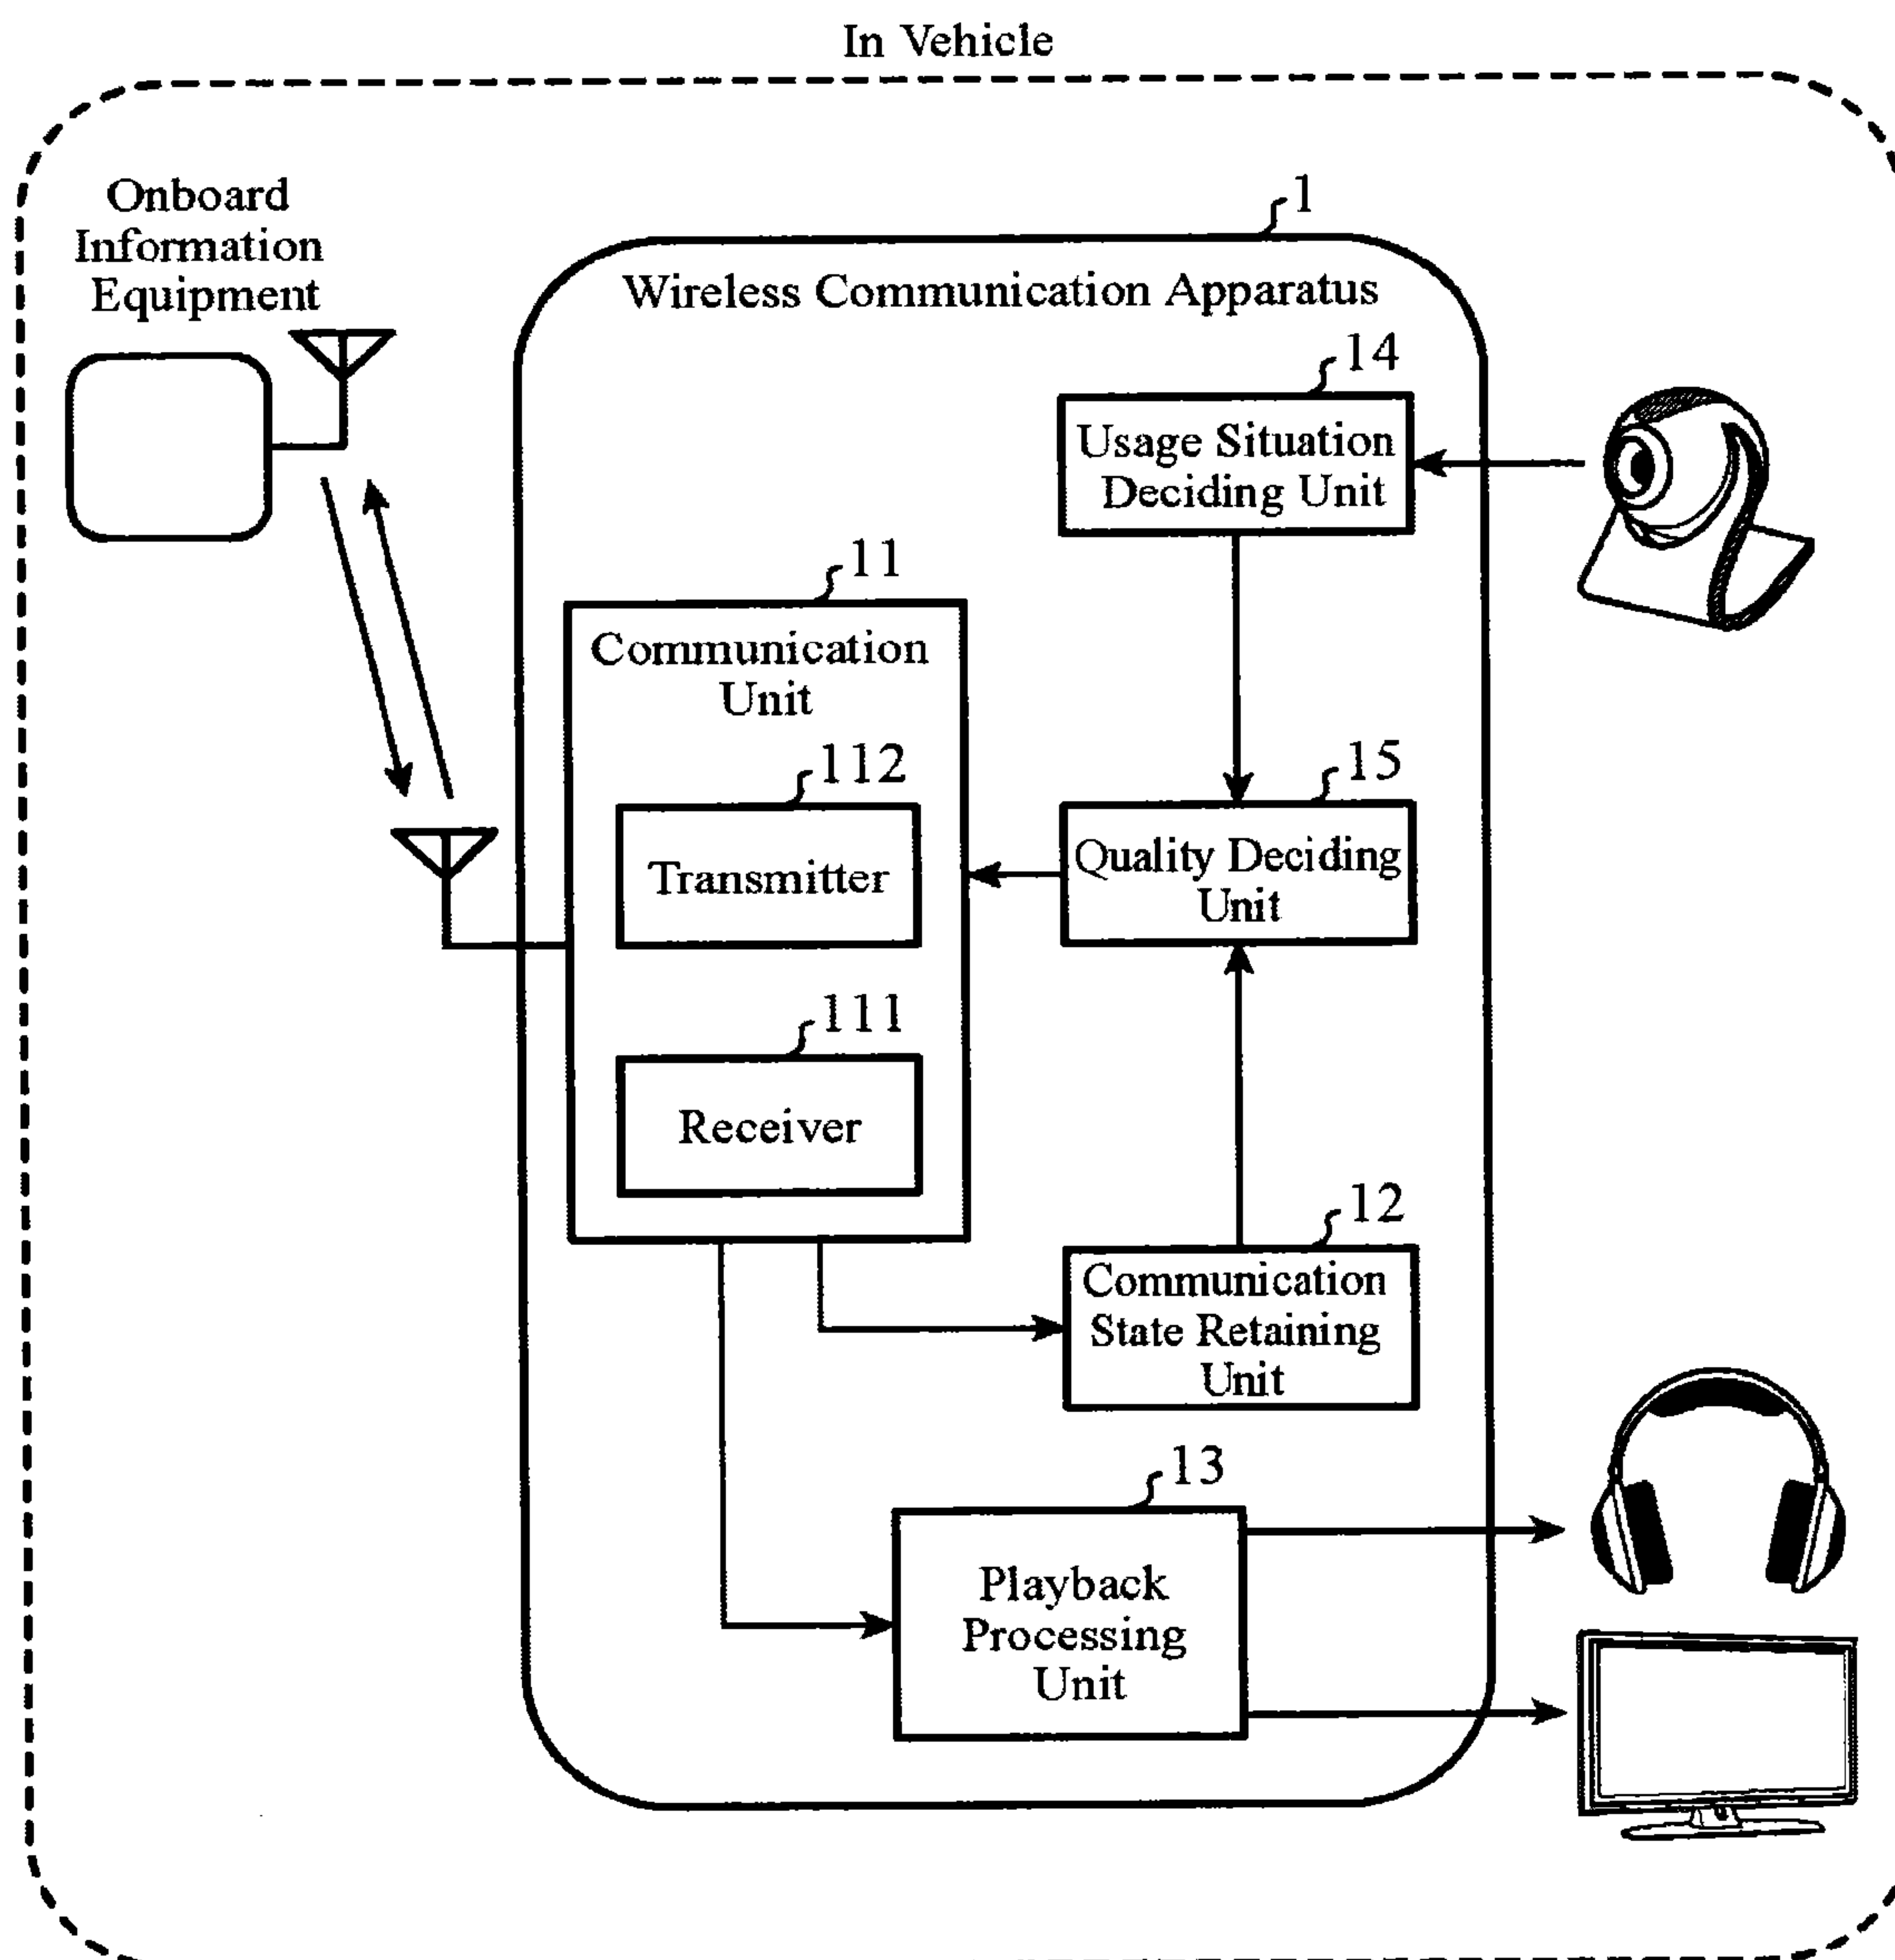 In Vehicle
Onboard
Information
Equipment
1
Wireless Communication Apparatus
14
Usage Situation
Deciding Unit
11
Communication
Unit
112
Transmitter
15
Quality Deciding
Unit
111
Receiver
12
Communication
State Retaining
Unit
13
Playback
Processing
Unit